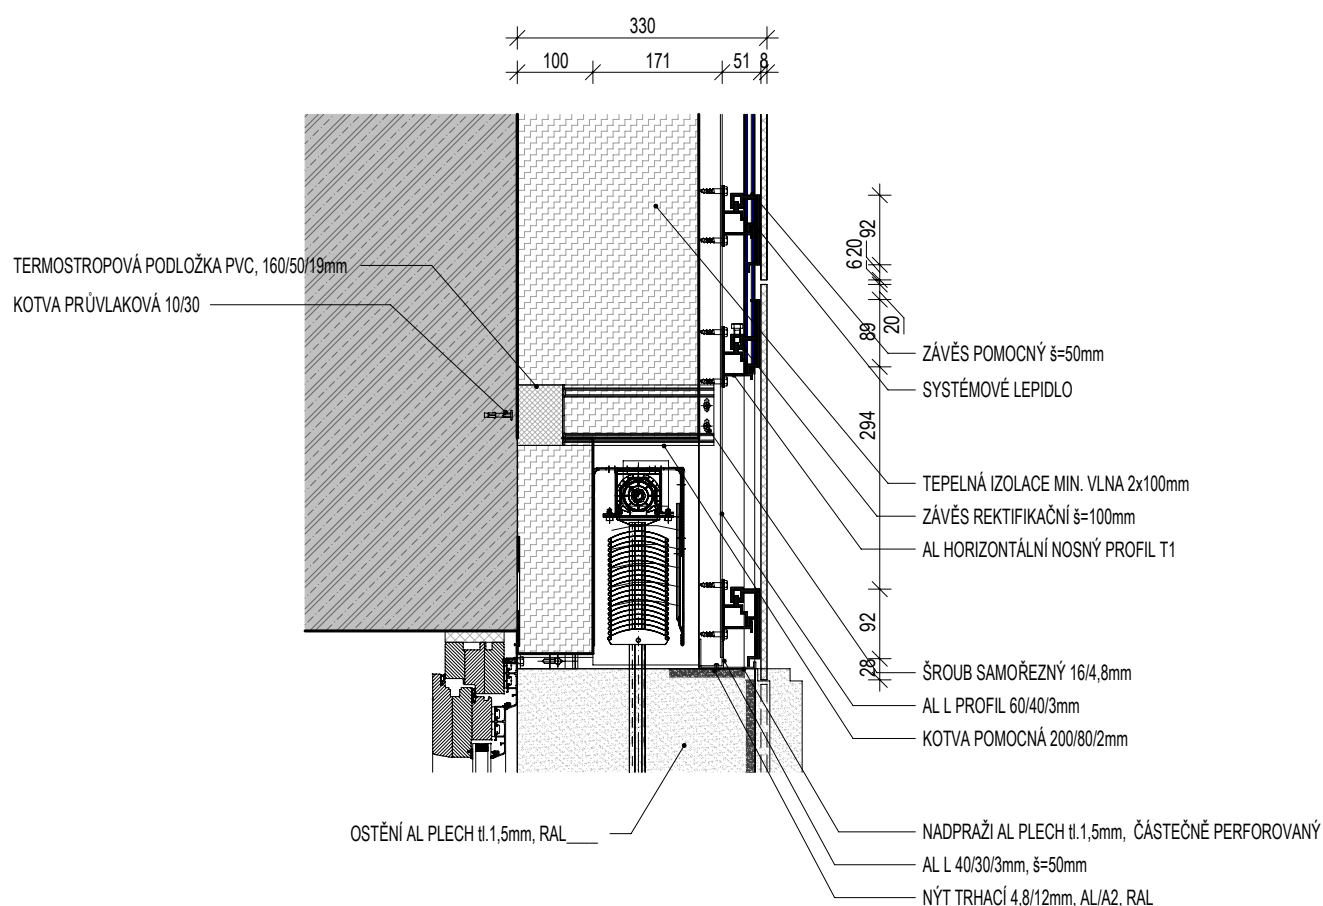 330
100 171 51 8
92
20
6
20
89
294
92
28
TERMOSTROPOVÁ PODLOŽKA PVC, 160/50/19mm
KOTVA PRŮVLAKOVÁ 10/30
ZÁVĚS POMOCNÝ š=50mm
SYSTÉMOVÉ LEPIDLO
TEPELNÁ IZOLACE MIN. VLNA 2x100mm
ZÁVĚS REKTIFIKAČNÍ š=100mm
AL HORIZONTÁLNÍ NOSNÝ PROFIL T1
ŠROUB SAMOŘEZNÝ 16/4,8mm
AL L PROFIL 60/40/3mm
KOTVA POMOCNÁ 200/80/2mm
OSTĚNÍ AL PLECH tl.1,5mm, RAL____
NADPRAŽI AL PLECH tl.1,5mm, ČÁSTEČNĚ PERFOROVANÝ
AL L 40/30/3mm, š=50mm
NÝT TRHACÍ 4,8/12mm, AL/A2, RAL